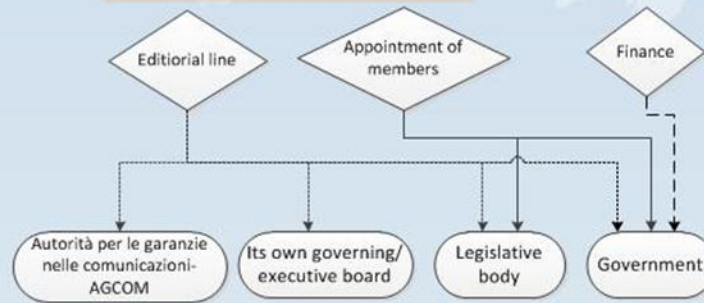 Editiorial line
Appointment of
members
Finance
Autorità per le garanzie
nelle comunicazioni-
AGCOM
Its own governing/
executive board
Legislative
body
Government